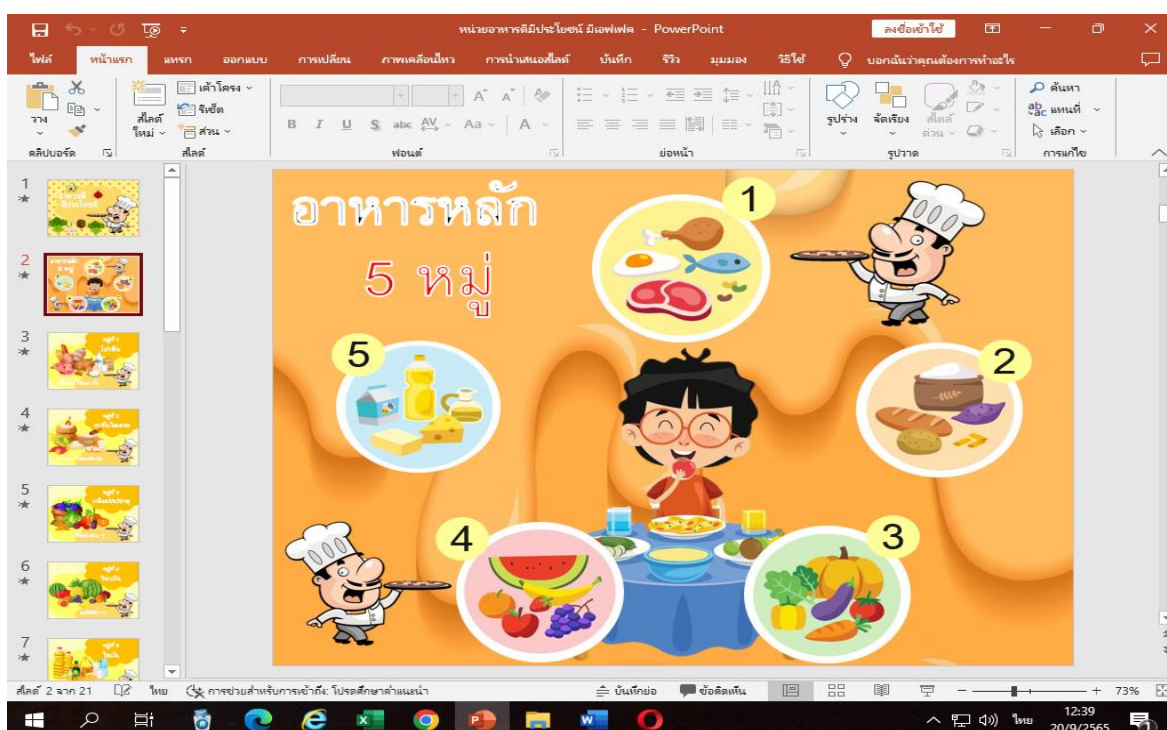 หน่วยอาหารดีมีประโยชน์ มีเอฟเฟค - PowerPoint
ลงชื่อเข้าใช้
ไฟล์ หน้าแรก แทรก ออกแบบ การเปลี่ยน ภาพเคลื่อนไหว การนำเสนอสไลด์ บันทึก รีวิว มุมมอง วิธีใช้ บอกฉันว่าคุณต้องการทำอะไร
วาง
สไลด์ใหม่
เค้าโครง
รีเซ็ต
ส่วน
B I U S abc AV Aa A
รูปร่าง
จัดเรียง
สไตล์ด่วน
ค้นหา
แทนที่
เลือก
คลิปบอร์ด สไลด์ ฟอนต์ ย่อหน้า รูปวาด การแก้ไข
1
2
3
4
5
6
7
อาหารหลัก
5 หมู่
1
2
3
4
5
สไลด์ 2 จาก 21 ไทย การช่วยสำหรับการเข้าถึง: โปรดศึกษาคำแนะนำ บันทึกย่อ ข้อคิดเห็น 73%
ไทย
12:39
20/9/2565